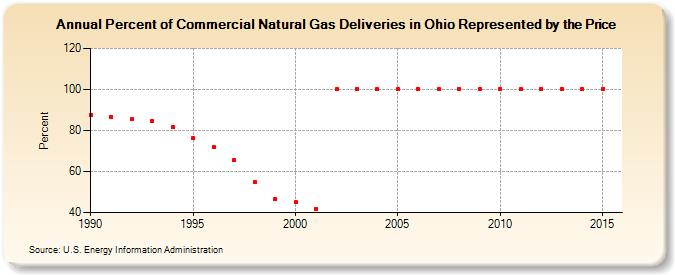 Annual Percent of Commercial Natural Gas Deliveries in Ohio Represented by the Price
Percent
120
100
80
60
40
1990 1995 2000 2005 2010 2015
Source: U.S. Energy Information Administration